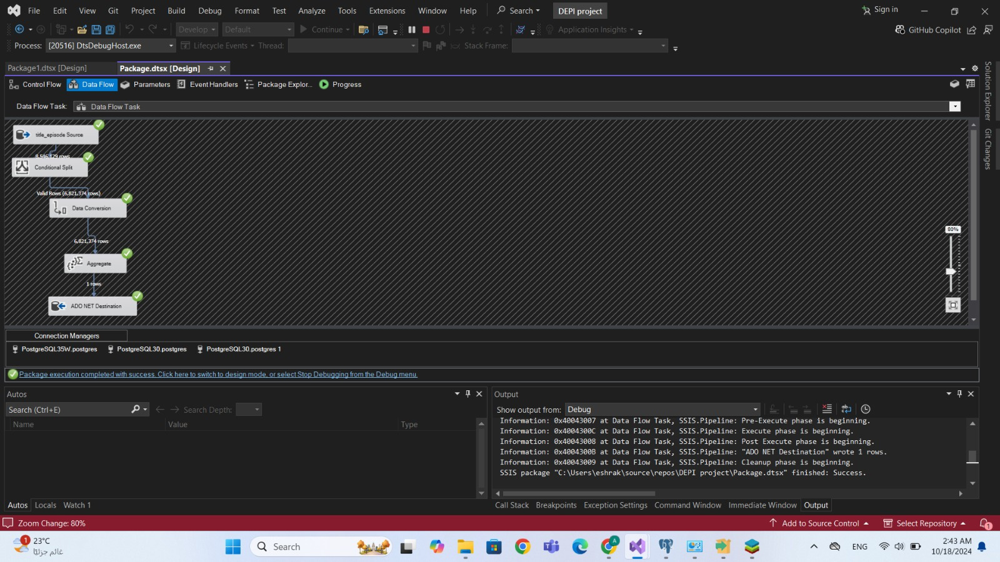 File Edit View Git Project Build Debug Format Test Analyze Tools Extensions Window Help Search DEPI project Sign in
Develop Default Continue Application Insights GitHub Copilot
Process: [20516] DtsDebugHost.exe Lifecycle Events Thread: Stack Frame:
Package1.dtsx [Design] Package.dtsx [Design]
Control Flow Data Flow Parameters Event Handlers Package Explor... Progress
Data Flow Task: Data Flow Task
Solution Explorer
Git Changes
title_episode Source
8,546,129 rows
Conditional Split
Valid Rows (6,821,374 rows)
Data Conversion
6,821,374 rows
Aggregate
1 rows
ADO NET Destination
80%
Connection Managers
PostgreSQL35W.postgres PostgreSQL30.postgres PostgreSQL30.postgres 1
Package execution completed with success. Click here to switch to design mode, or select Stop Debugging from the Debug menu.
Autos
Search (Ctrl+E) Search Depth:
Name Value Type
Autos Locals Watch 1
Output
Show output from: Debug
Information: 0x40043007 at Data Flow Task, SSIS.Pipeline: Pre-Execute phase is beginning.
Information: 0x4004300C at Data Flow Task, SSIS.Pipeline: Execute phase is beginning.
Information: 0x40043008 at Data Flow Task, SSIS.Pipeline: Post Execute phase is beginning.
Information: 0x4004300B at Data Flow Task, SSIS.Pipeline: "ADO NET Destination" wrote 1 rows.
Information: 0x40043009 at Data Flow Task, SSIS.Pipeline: Cleanup phase is beginning.
SSIS package "C:\Users\eshrak\source\repos\DEPI project\Package.dtsx" finished: Success.
Call Stack Breakpoints Exception Settings Command Window Immediate Window Output
Zoom Change: 80% Add to Source Control Select Repository 1
1 23°C
غائم جزئيًا
Search
ENG
2:43 AM
10/18/2024